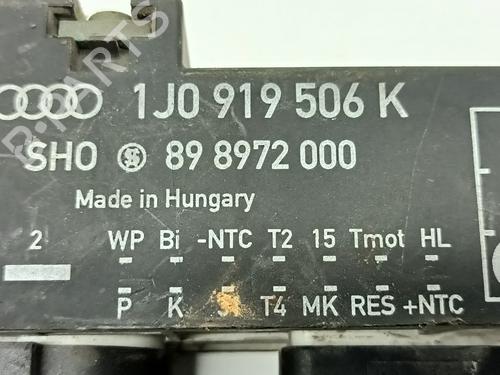 1J0 919 506 K
SHO 89 8972 000
Made in Hungary
2 WP Bi -NTC T2 15 Tmot HL
P K T4 MK RES +NTC